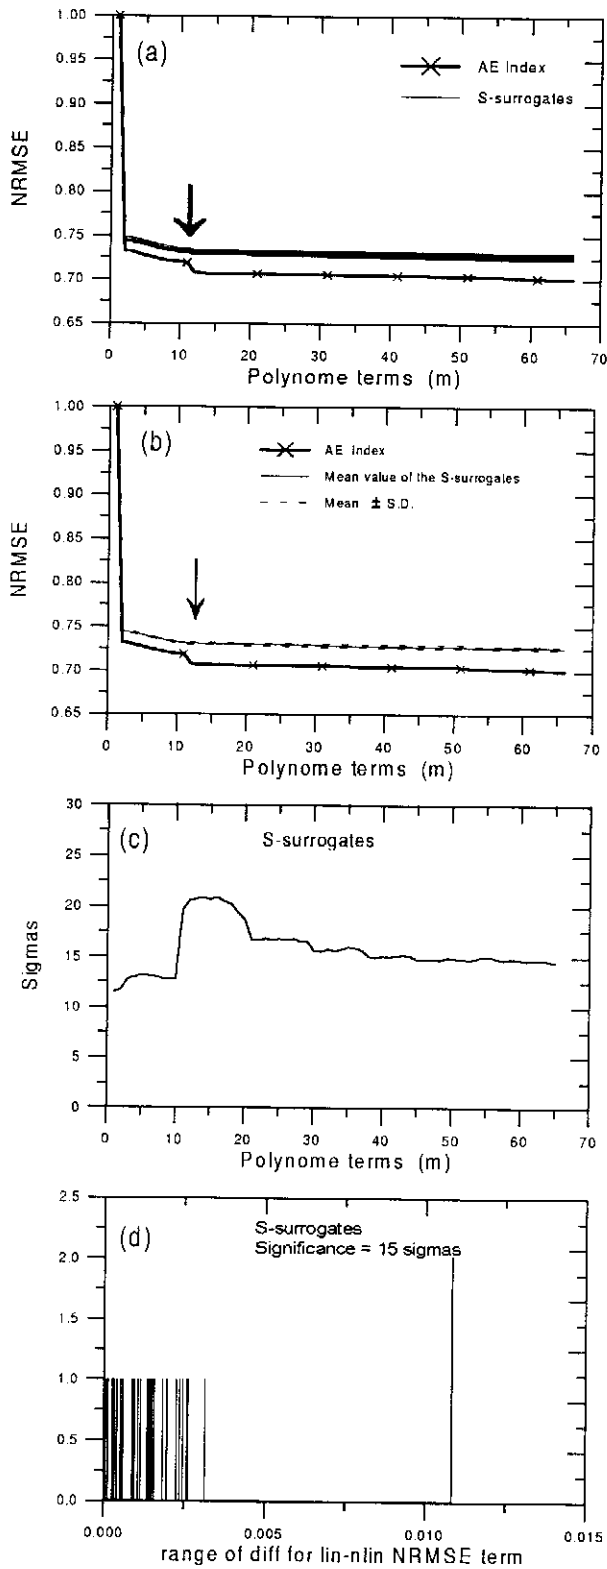 (a)
AE Index
S-surrogates
NRMSE
1.00
0.95
0.90
0.85
0.80
0.75
0.70
0.65
0 10 20 30 40 50 60 70
Polynome terms (m)
(b)
AE Index
Mean value of the S-surrogates
Mean ± S.D.
NRMSE
1.00
0.95
0.90
0.85
0.80
0.75
0.70
0.65
0 10 20 30 40 50 60 70
Polynome terms (m)
(c)
S-surrogates
Sigmas
30
25
20
15
10
5
0
0 10 20 30 40 50 60 70
Polynome terms (m)
(d)
S-surrogates
Significance = 15 sigmas
2.5
2.0
1.5
1.0
0.5
0.0
0.000 0.005 0.010 0.015
range of diff for lin-nlin NRMSE term